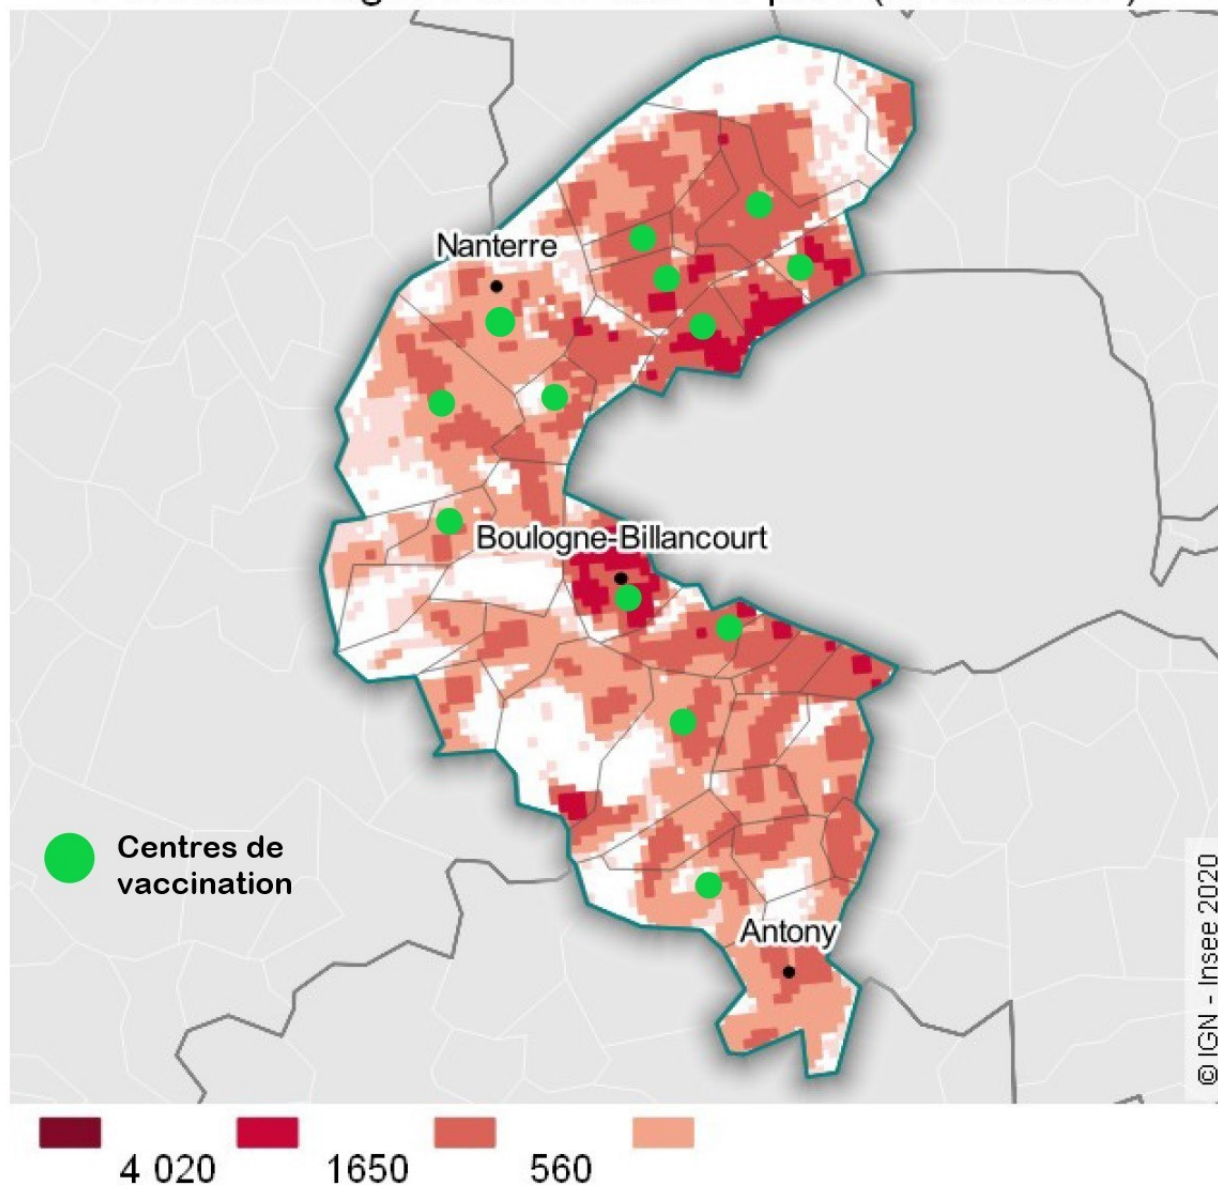 Nanterre
Boulogne-Billancourt
Centres de
vaccination
Antony
© IGN - Insee 2020
4 020
1650
560